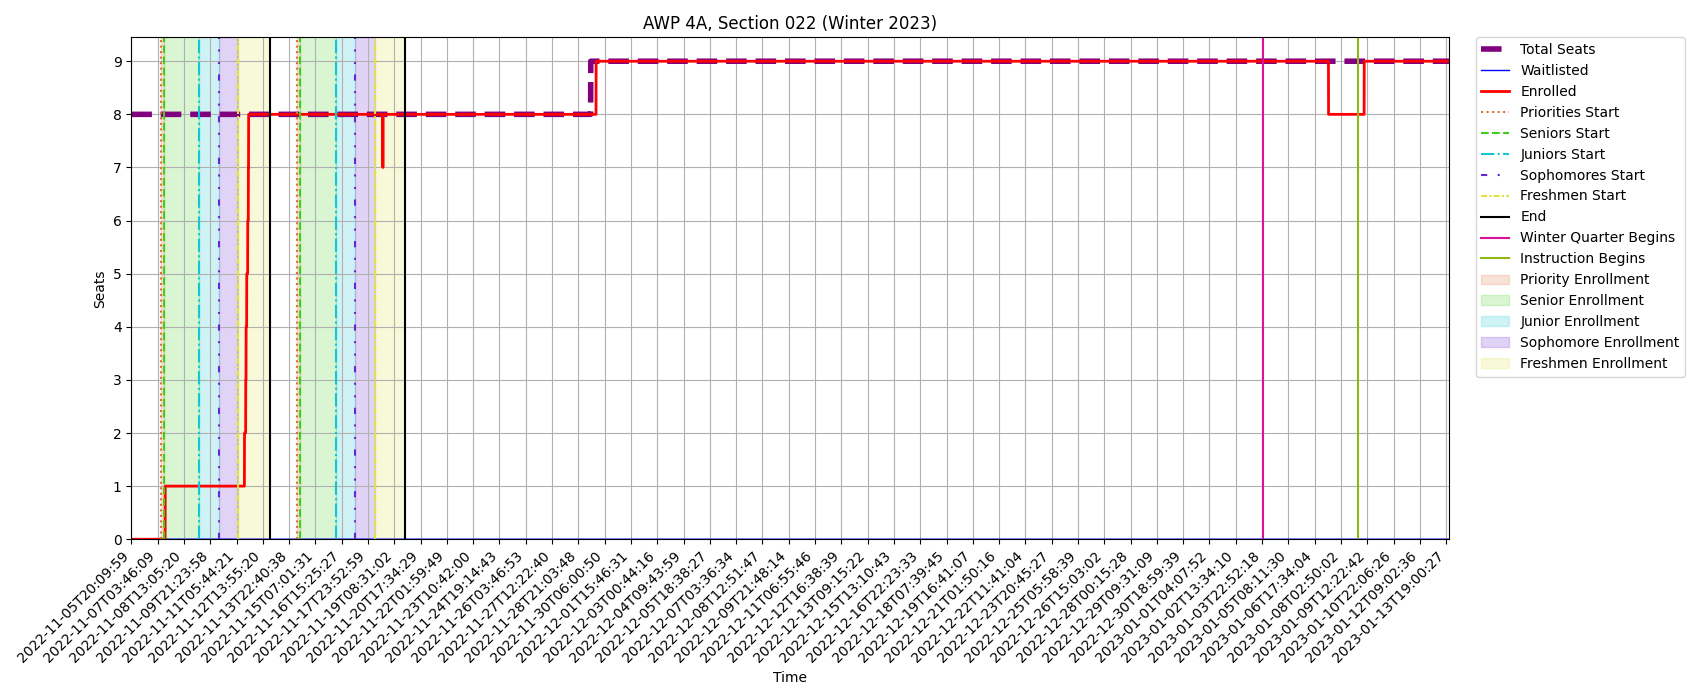 AWP 4A, Section 022 (Winter 2023)
Total Seats
Waitlisted
Enrolled
Priorities Start
Seniors Start
Juniors Start
Sophomores Start
Freshmen Start
End
Winter Quarter Begins
Instruction Begins
Priority Enrollment
Senior Enrollment
Junior Enrollment
Sophomore Enrollment
Freshmen Enrollment
Seats
9
8
7
6
5
4
3
2
1
0
2022-11-05T20:09:59
2022-11-07T03:46:09
2022-11-08T13:05:20
2022-11-09T21:23:58
2022-11-11T05:44:21
2022-11-12T13:55:20
2022-11-13T22:40:38
2022-11-15T07:01:31
2022-11-16T15:25:27
2022-11-17T23:52:59
2022-11-19T08:31:02
2022-11-20T17:34:29
2022-11-22T01:59:49
2022-11-23T10:42:00
2022-11-24T19:14:43
2022-11-26T03:46:53
2022-11-27T12:22:40
2022-11-28T21:03:48
2022-11-30T06:00:50
2022-12-01T15:46:31
2022-12-03T00:44:16
2022-12-04T09:43:59
2022-12-05T18:38:27
2022-12-07T03:36:34
2022-12-08T12:51:47
2022-12-09T21:48:14
2022-12-11T06:55:46
2022-12-12T16:38:39
2022-12-13T09:15:22
2022-12-15T13:10:43
2022-12-16T22:23:33
2022-12-18T07:39:45
2022-12-19T16:41:07
2022-12-21T01:50:16
2022-12-22T11:41:04
2022-12-23T20:45:27
2022-12-25T05:58:39
2022-12-26T15:03:02
2022-12-28T00:15:28
2022-12-29T09:31:09
2022-12-30T18:59:39
2023-01-01T04:07:52
2023-01-02T13:34:10
2023-01-03T22:52:18
2023-01-05T08:11:30
2023-01-06T17:34:04
2023-01-08T02:50:02
2023-01-09T12:22:42
2023-01-10T22:06:26
2023-01-12T09:02:36
2023-01-13T19:00:27
Time